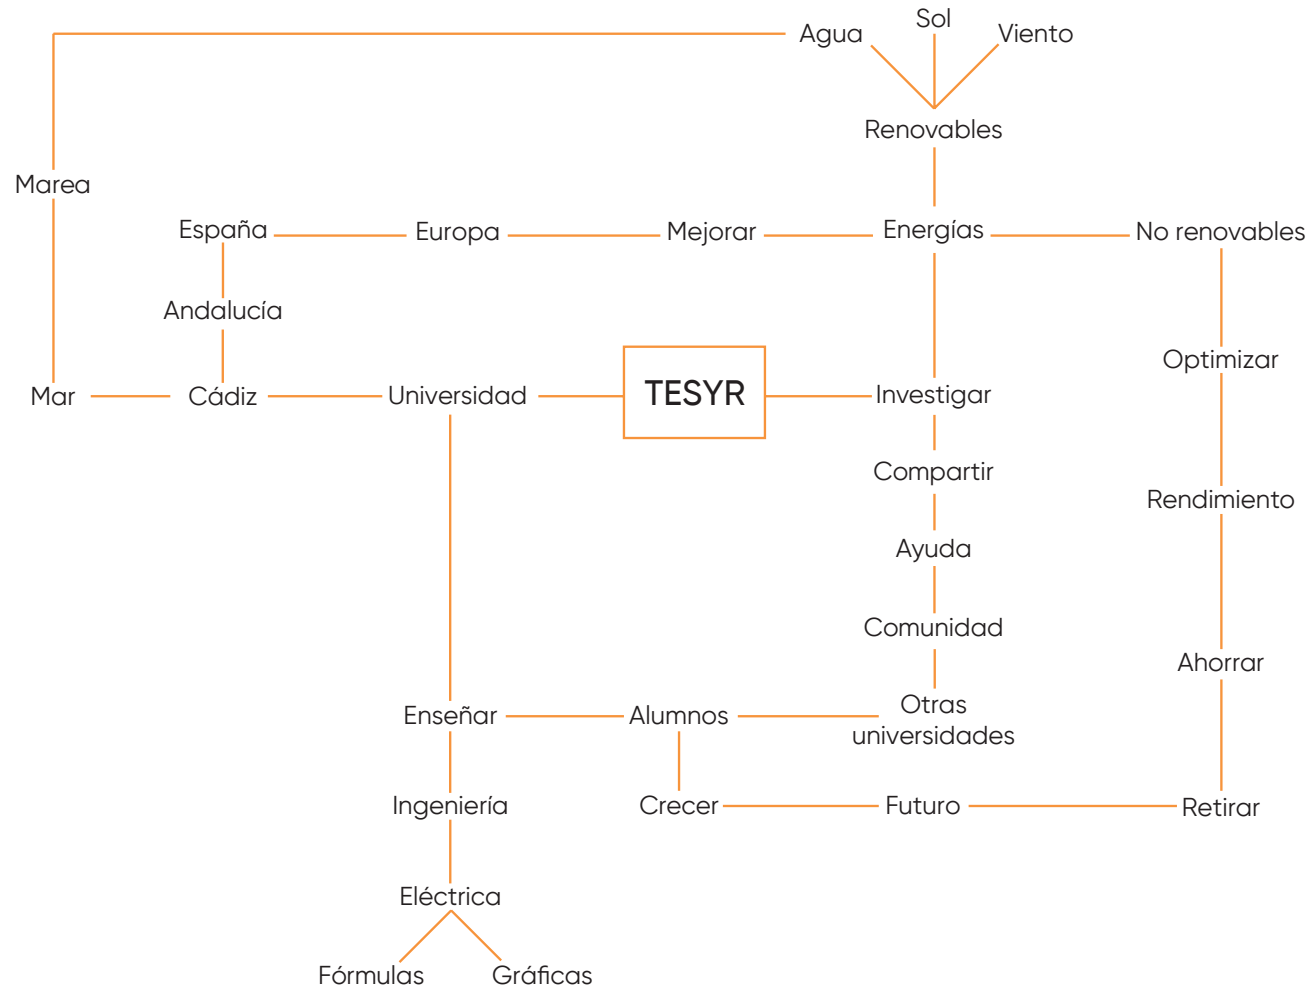 Sol
Agua
Viento
Renovables
Marea
España
Europa
Mejorar
Energías
No renovables
Andalucía
Optimizar
Mar
Cádiz
Universidad
TESYR
Investigar
Compartir
Rendimiento
Ayuda
Comunidad
Ahorrar
Enseñar
Alumnos
Otras
universidades
Ingeniería
Crecer
Futuro
Retirar
Eléctrica
Fórmulas
Gráficas